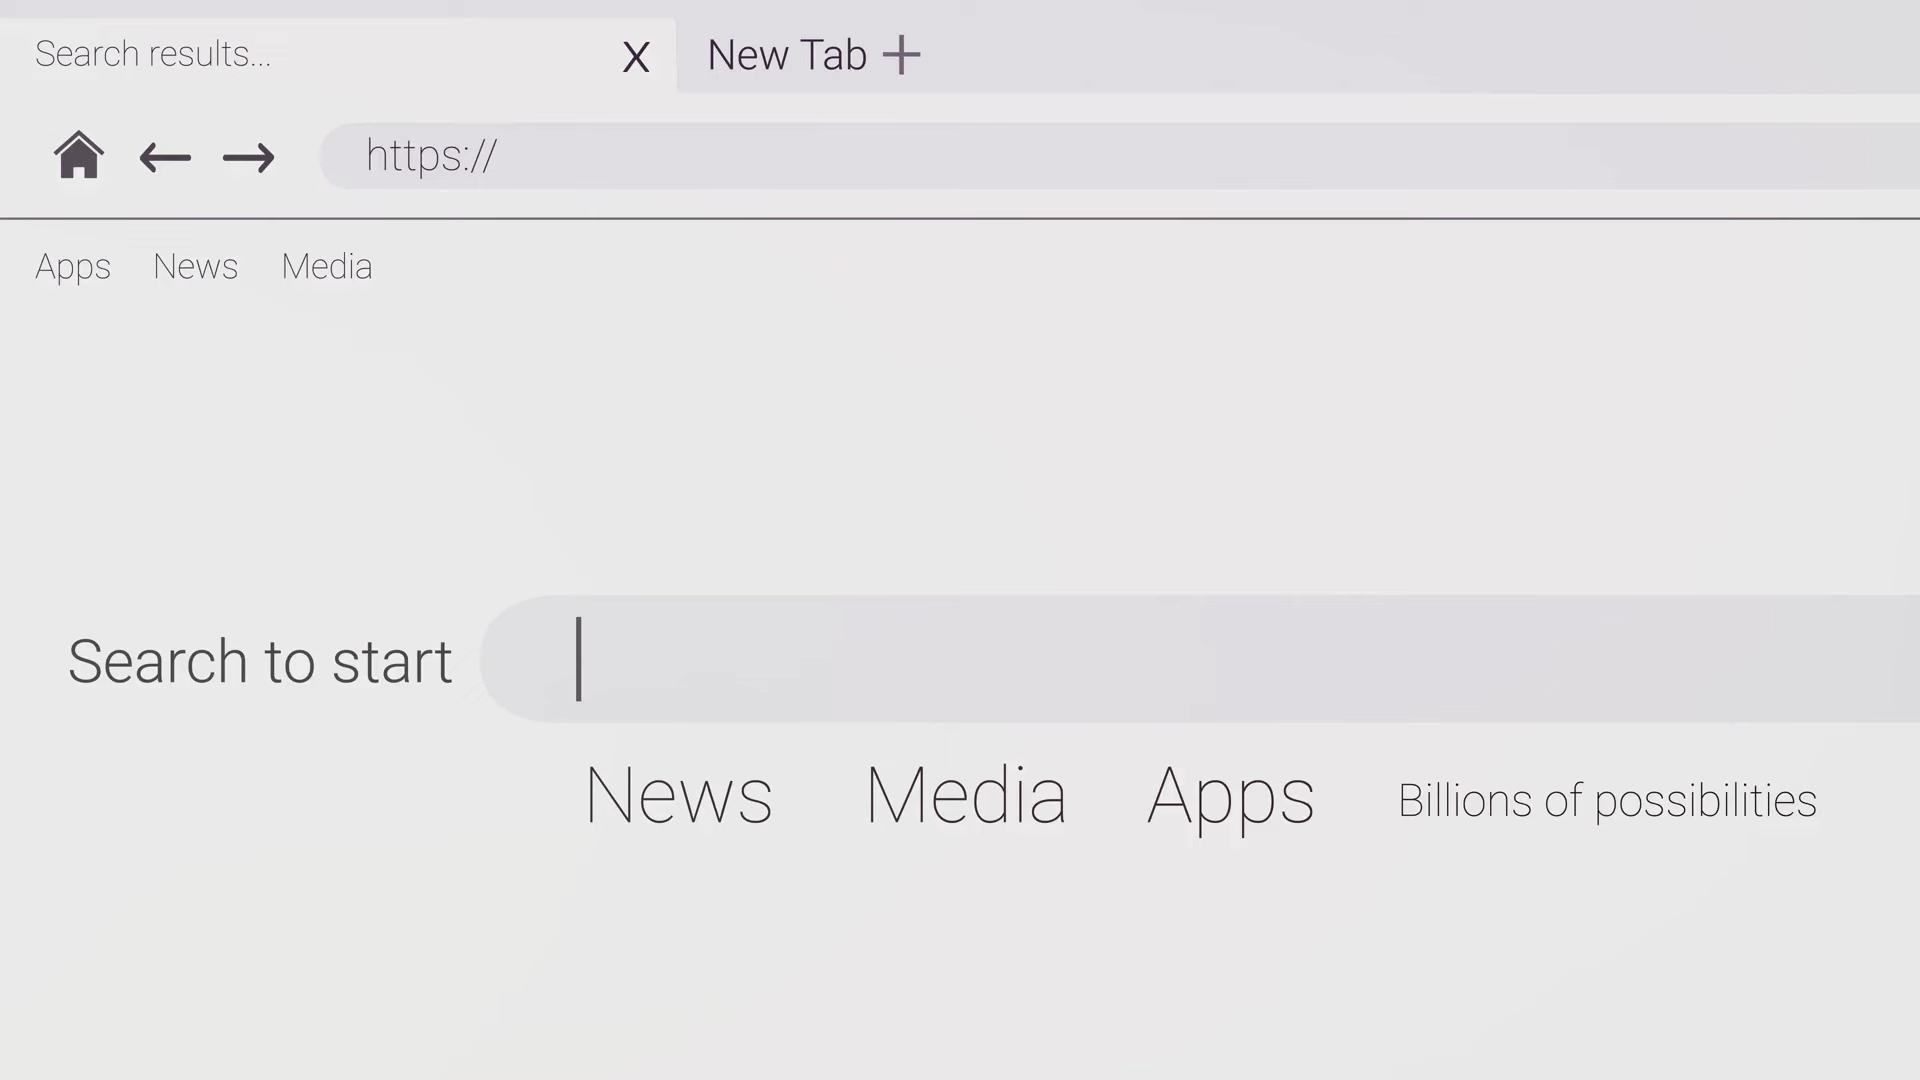 Search results... X New Tab +
https://
Apps News Media
Search to start
News Media Apps Billions of possibilities